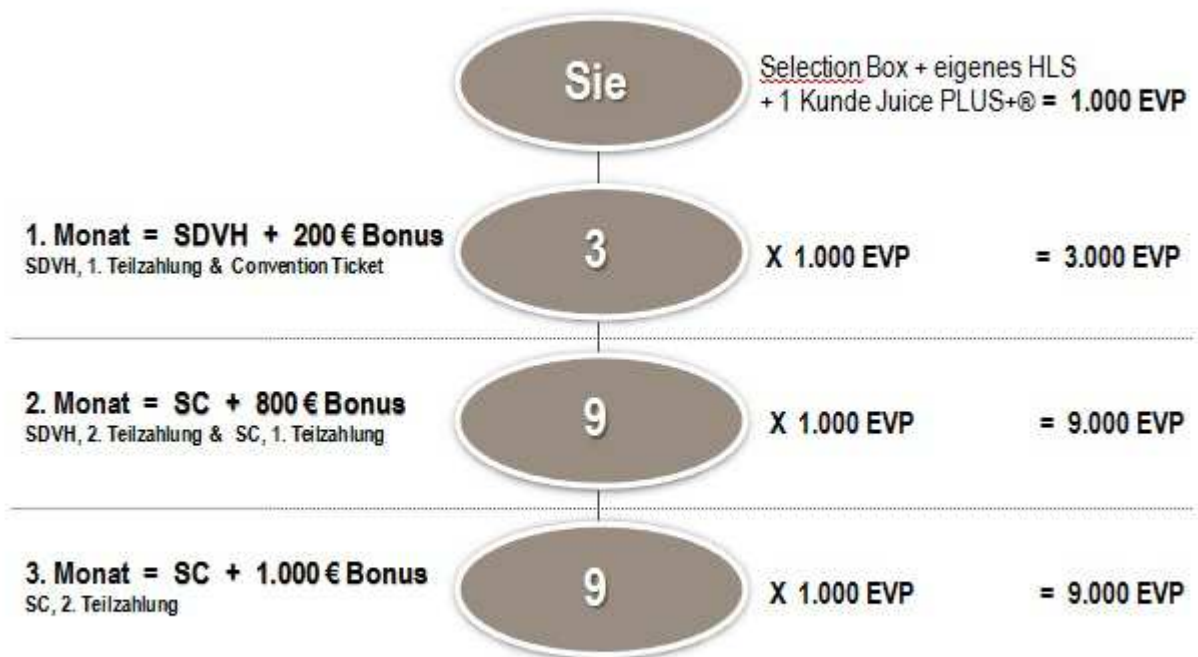 Sie
Selection Box + eigenes HLS
+ 1 Kunde Juice PLUS+® = 1.000 EVP
1. Monat = SDVH + 200 € Bonus
SDVH, 1. Teilzahlung & Convention Ticket
3
X 1.000 EVP = 3.000 EVP
2. Monat = SC + 800 € Bonus
SDVH, 2. Teilzahlung & SC, 1. Teilzahlung
9
X 1.000 EVP = 9.000 EVP
3. Monat = SC + 1.000 € Bonus
SC, 2. Teilzahlung
9
X 1.000 EVP = 9.000 EVP